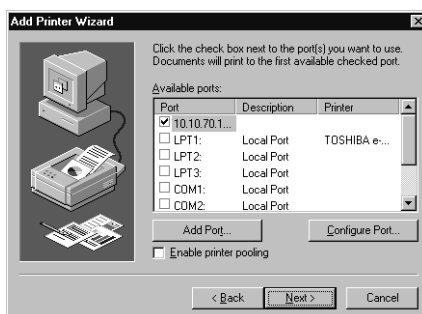 Add Printer Wizard
Click the check box next to the port(s) you want to use.
Documents will print to the first available checked port.
Available ports:
Port Description Printer
10.10.70.1...
LPT1: Local Port TOSHIBA e-...
LPT2: Local Port
LPT3: Local Port
COM1: Local Port
COM2: Local Port
Add Port... Configure Port...
Enable printer pooling
< Back Next > Cancel